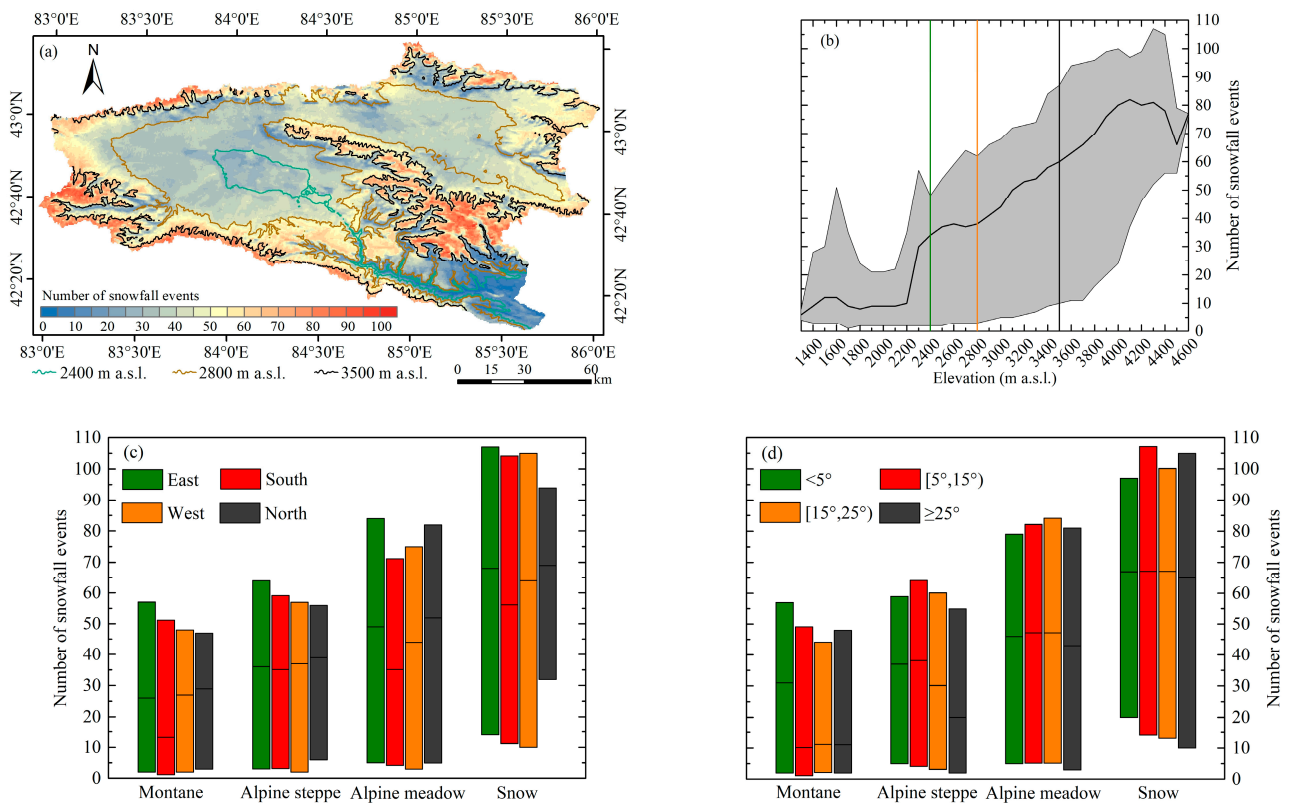 83°0′E 83°30′E 84°0′E 84°30′E 85°0′E 85°30′E 86°0′E
(a)
N
43°0′N
42°40′N
42°20′N
43°0′N
42°40′N
42°20′N
Number of snowfall events
0 10 20 30 40 50 60 70 80 90 100
83°0′E 83°30′E 84°0′E 84°30′E 85°0′E 85°30′E 86°0′E
2400 m a.s.l. 2800 m a.s.l. 3500 m a.s.l.
0 15 30 60
km
(b)
110
100
90
80
70
60
50
40
30
20
10
0
Number of snowfall events
1400 1600 1800 2000 2200 2400 2600 2800 3000 3200 3400 3600 3800 4000 4200 4400 4600
Elevation (m a.s.l.)
(c)
East South
West North
110
100
90
80
70
60
50
40
30
20
10
0
Number of snowfall events
Montane Alpine steppe Alpine meadow Snow
(d)
<5° [5°,15°)
[15°,25°) ≥25°
110
100
90
80
70
60
50
40
30
20
10
0
Number of snowfall events
Montane Alpine steppe Alpine meadow Snow